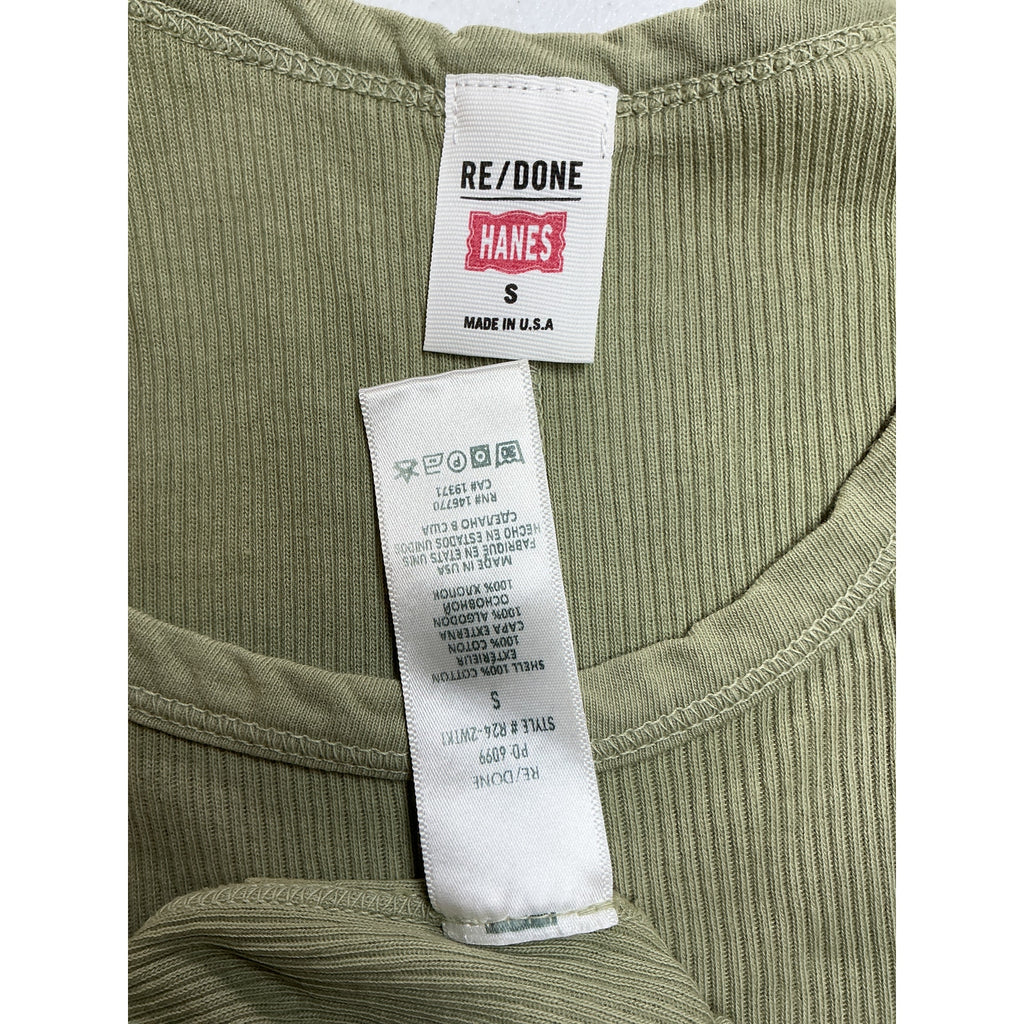 RE/DONE
HANES
S
MADE IN U.S.A
RE/DONE
PO 6099
STYLE # R24-2WTK1
S
SHELL 100% COTTON
EXTÉRIEUR
100% COTON
CAPA EXTERNA
100% ALGODON
ОСНОВНОЙ
100% ХЛОПОК
MADE IN USA
FABRIQUÉ EN ÉTATS UNIS
HECHO EN ESTADOS UNIDOS
СДЕЛАНО В США
RN# 146770
CA# 19371